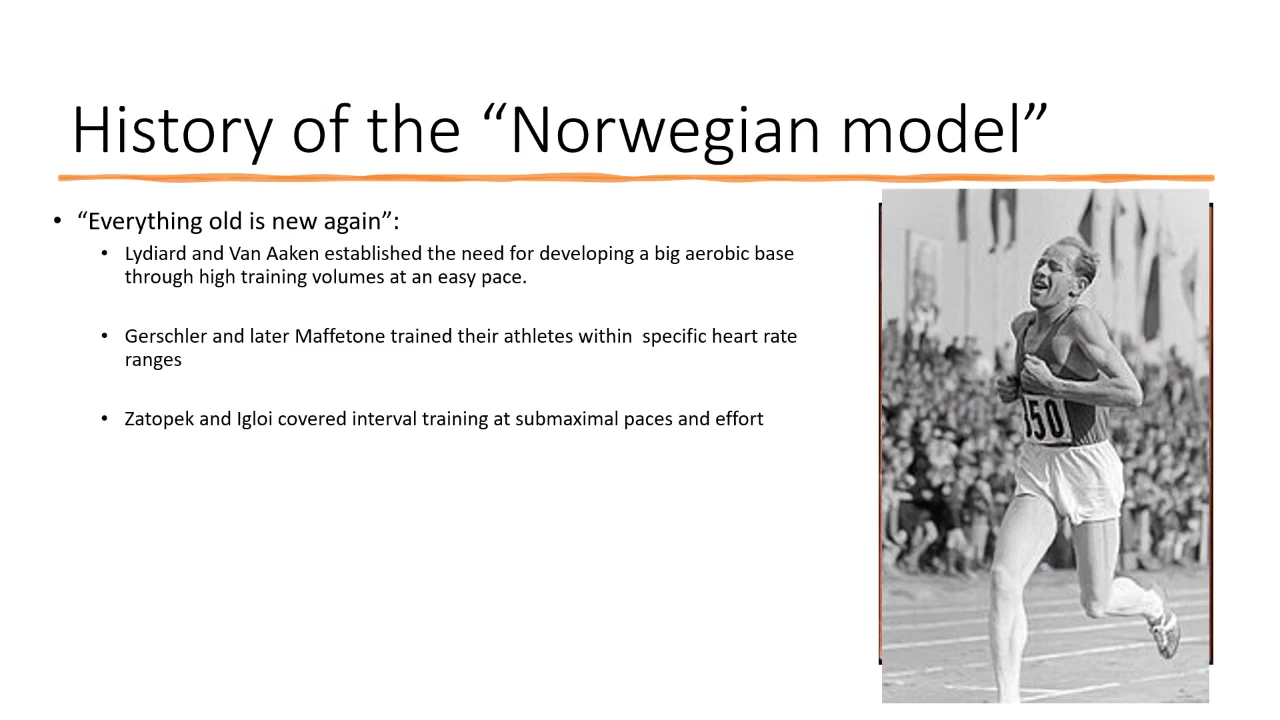 History of the “Norwegian model”
• “Everything old is new again”:
• Lydiard and Van Aaken established the need for developing a big aerobic base
through high training volumes at an easy pace.
• Gerschler and later Maffetone trained their athletes within  specific heart rate
ranges
• Zatopek and Igloi covered interval training at submaximal paces and effort